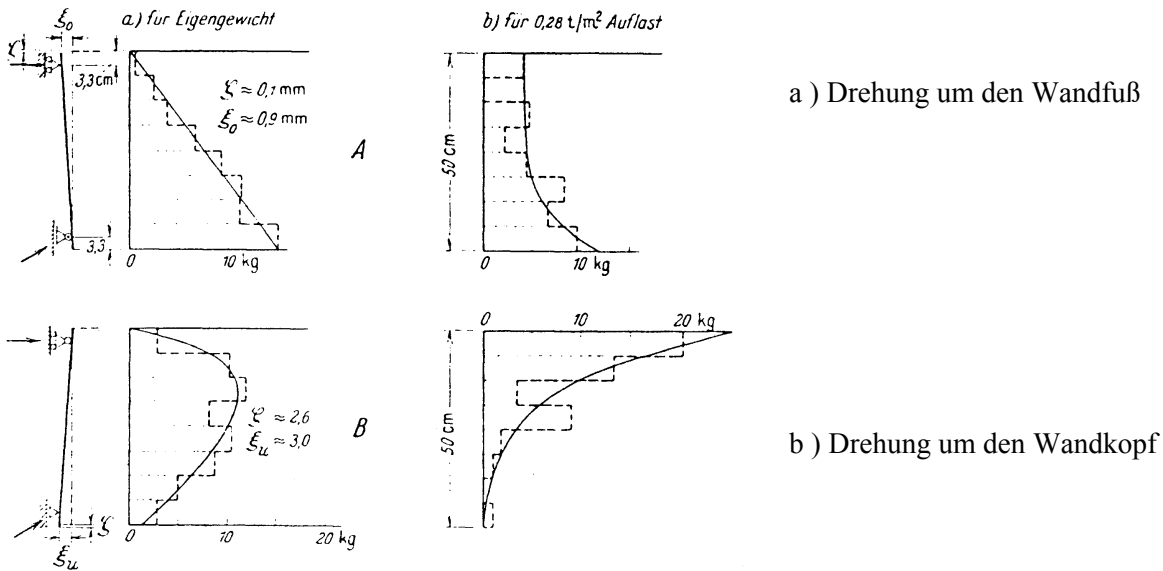 a) für Eigengewicht
b) für 0,28 t/m² Auflast
ξₒ
ζ
3,3 cm
ζ ≈ 0,1 mm
ξₒ ≈ 0,9 mm
A
50 cm
a ) Drehung um den Wandfuß
3,3
0 10 kg
0 10 kg
0 10 20 kg
ζ ≈ 2,6
ξᵤ ≈ 3,0
B
50 cm
b ) Drehung um den Wandkopf
ζ
ξᵤ
0 10 20 kg